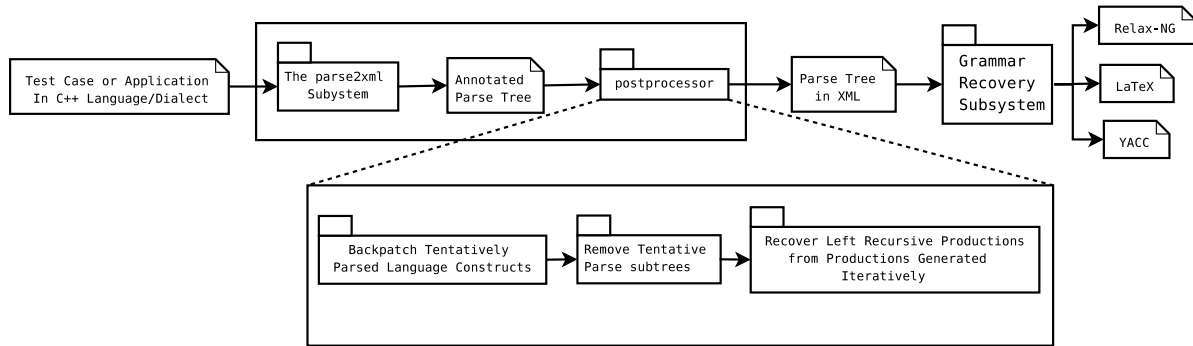 Test Case or Application
In C++ Language/Dialect
The parse2xml
Subystem
Annotated
Parse Tree
postprocessor
Parse Tree
in XML
Grammar
Recovery
Subsystem
Relax-NG
LaTeX
YACC
Backpatch Tentatively
Parsed Language Constructs
Remove Tentative
Parse subtrees
Recover Left Recursive Productions
from Productions Generated
Iteratively